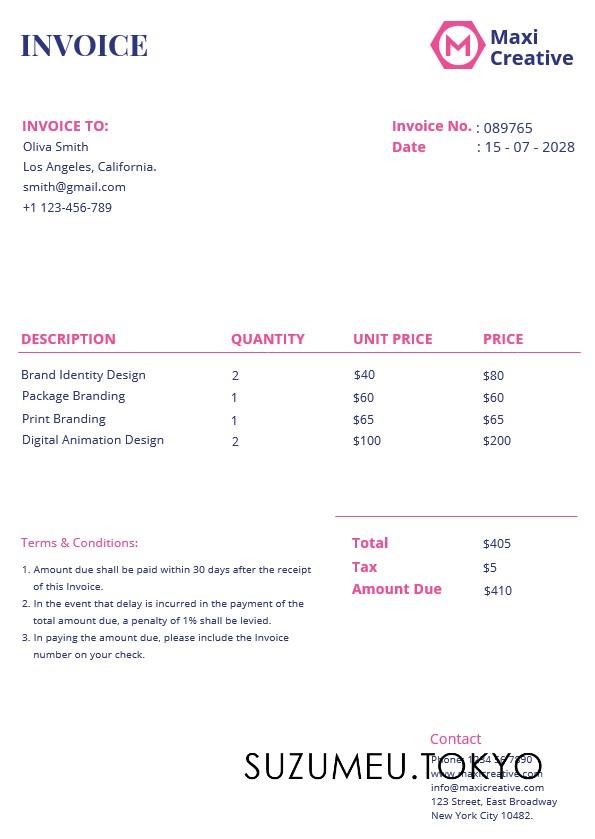 INVOICE
Maxi
Creative
INVOICE TO:
Oliva Smith
Los Angeles, California.
smith@gmail.com
+1 123-456-789
Invoice No. : 089765
Date : 15 - 07 - 2028
DESCRIPTION QUANTITY UNIT PRICE PRICE
Brand Identity Design 2 $40 $80
Package Branding 1 $60 $60
Print Branding 1 $65 $65
Digital Animation Design 2 $100 $200
Total $405
Tax $5
Amount Due $410
Terms & Conditions:
1. Amount due shall be paid within 30 days after the receipt
of this Invoice.
2. In the event that delay is incurred in the payment of the
total amount due, a penalty of 1% shall be levied.
3. In paying the amount due, please include the Invoice
number on your check.
Contact
Phone: 1234 567890
www.maxicreative.com
info@maxicreative.com
123 Street, East Broadway
New York City 10482.
SUZUMEU.TOKYO